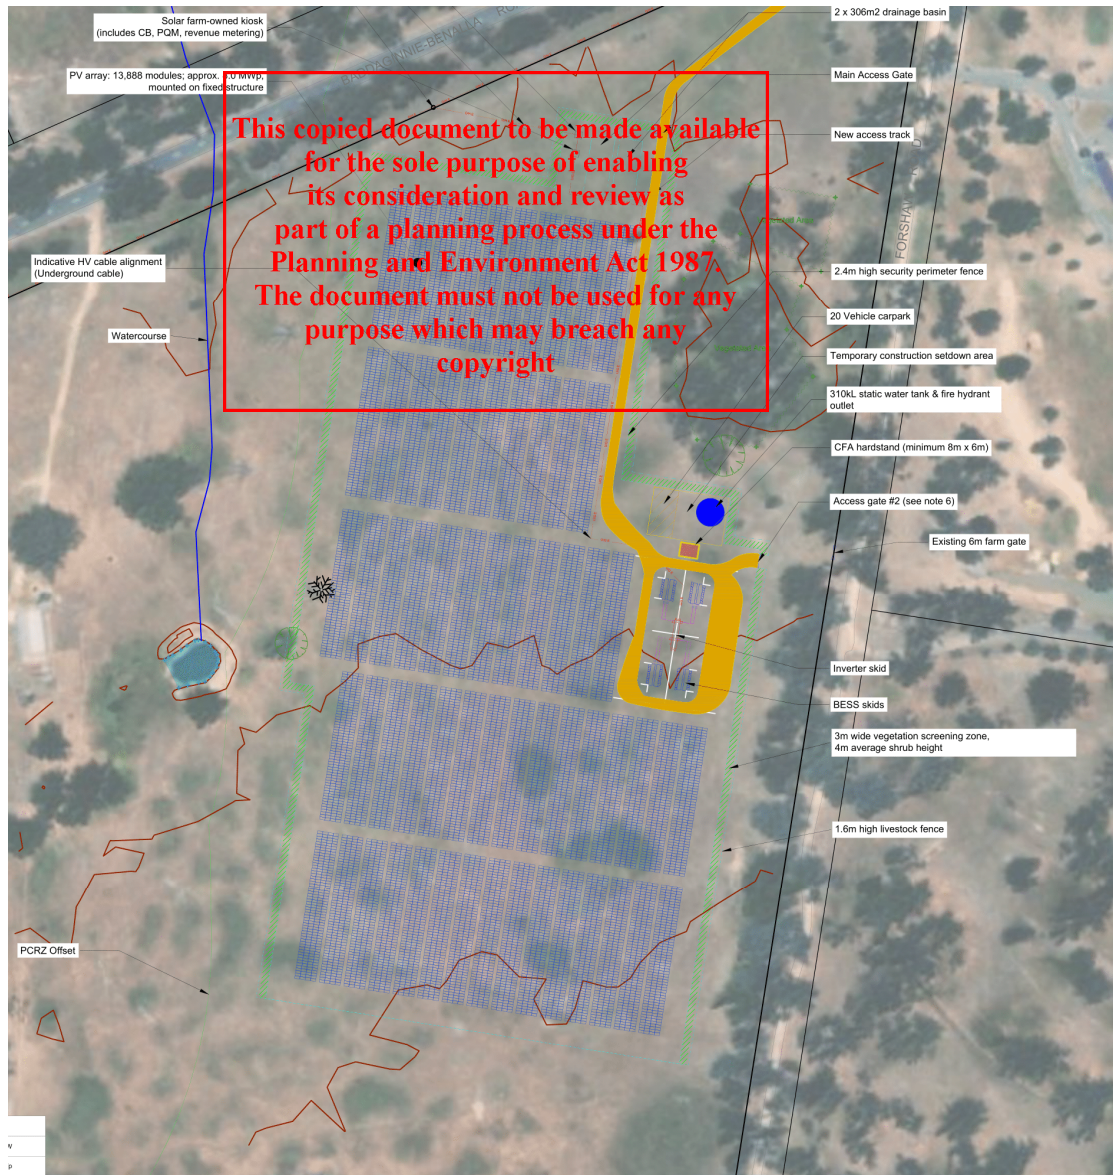 Solar farm-owned kiosk
(includes CB, PQM, revenue metering)
PV array: 13,888 modules; approx. .0 MWp,
mounted on fixed structure
Indicative HV cable alignment
(Underground cable)
Watercourse
PCRZ Offset
BADDAGINNIE-BENALLA
This copied document to be made available
for the sole purpose of enabling
its consideration and review as
part of a planning process under the
Planning and Environment Act 1987.
The document must not be used for any
purpose which may breach any
copyright
2 x 306m2 drainage basin
Main Access Gate
New access track
FORSHAW
2.4m high security perimeter fence
20 Vehicle carpark
Temporary construction setdown area
310kL static water tank & fire hydrant
outlet
CFA hardstand (minimum 8m x 6m)
Access gate #2 (see note 6)
Existing 6m farm gate
Inverter skid
BESS skids
3m wide vegetation screening zone,
4m average shrub height
1.6m high livestock fence